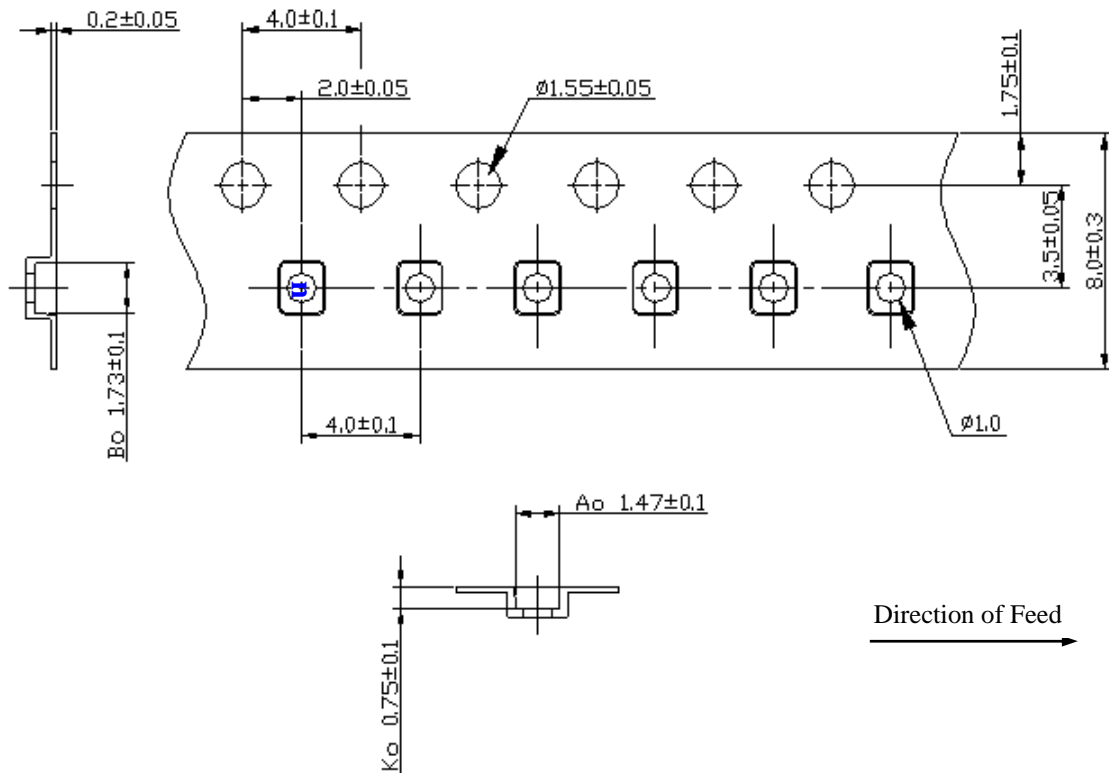 0.2±0.05
4.0±0.1
2.0±0.05
ø1.55±0.05
1.75±0.1
3.5±0.05
8.0±0.3
Bo 1.73±0.1
n
4.0±0.1
ø1.0
Ao 1.47±0.1
Ko 0.75±0.1
Direction of Feed